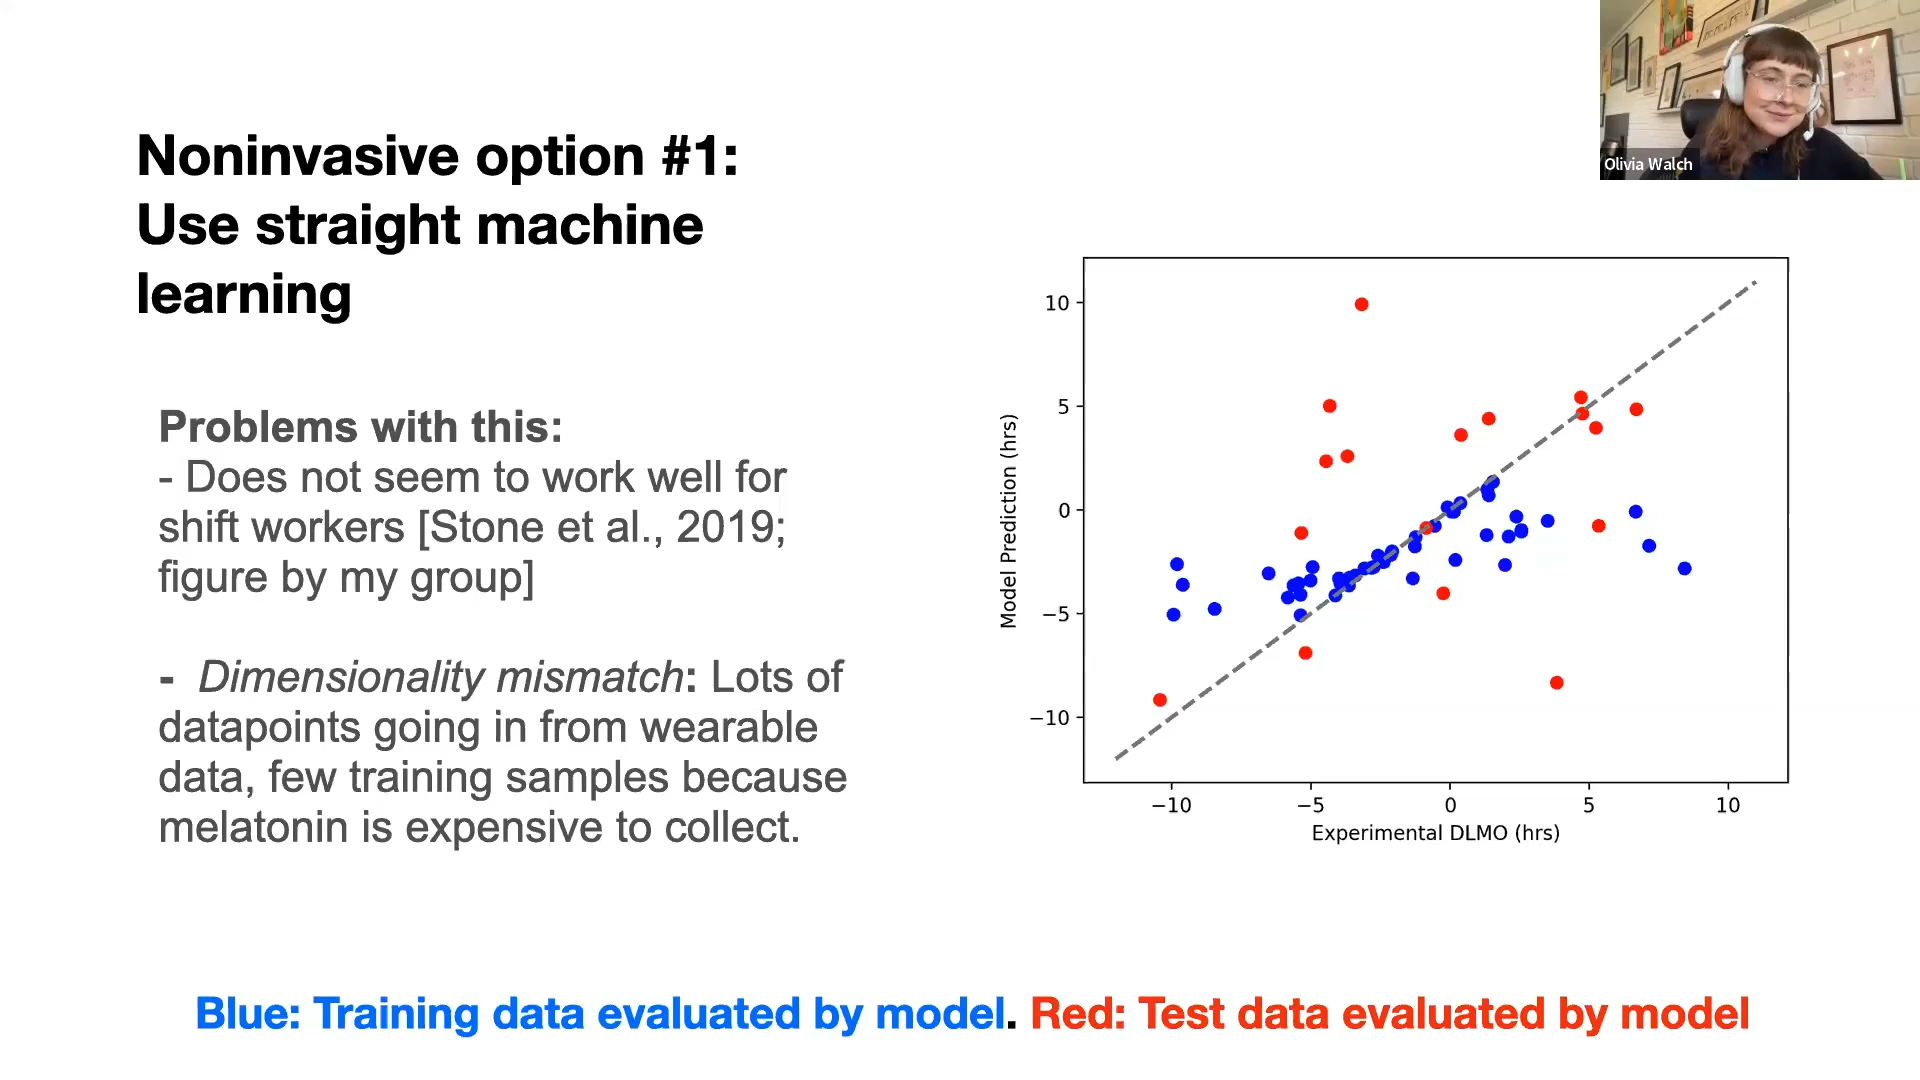 Noninvasive option #1:
Use straight machine
learning
Olivia Walch
Problems with this:
- Does not seem to work well for
shift workers [Stone et al., 2019;
figure by my group]
- Dimensionality mismatch: Lots of
datapoints going in from wearable
data, few training samples because
melatonin is expensive to collect.
Model Prediction (hrs)
10
5
0
−5
−10
−10 −5 0 5 10
Experimental DLMO (hrs)
Blue: Training data evaluated by model. Red: Test data evaluated by model